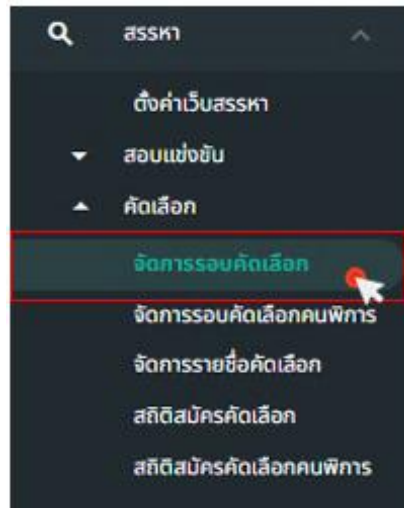 สรรหา
ตั้งค่าเว็บสรรหา
สอบแข่งขัน
คัดเลือก
จัดการรอบคัดเลือก
จัดการรอบคัดเลือกคนพิการ
จัดการรายชื่อคัดเลือก
สถิติสมัครคัดเลือก
สถิติสมัครคัดเลือกคนพิการ